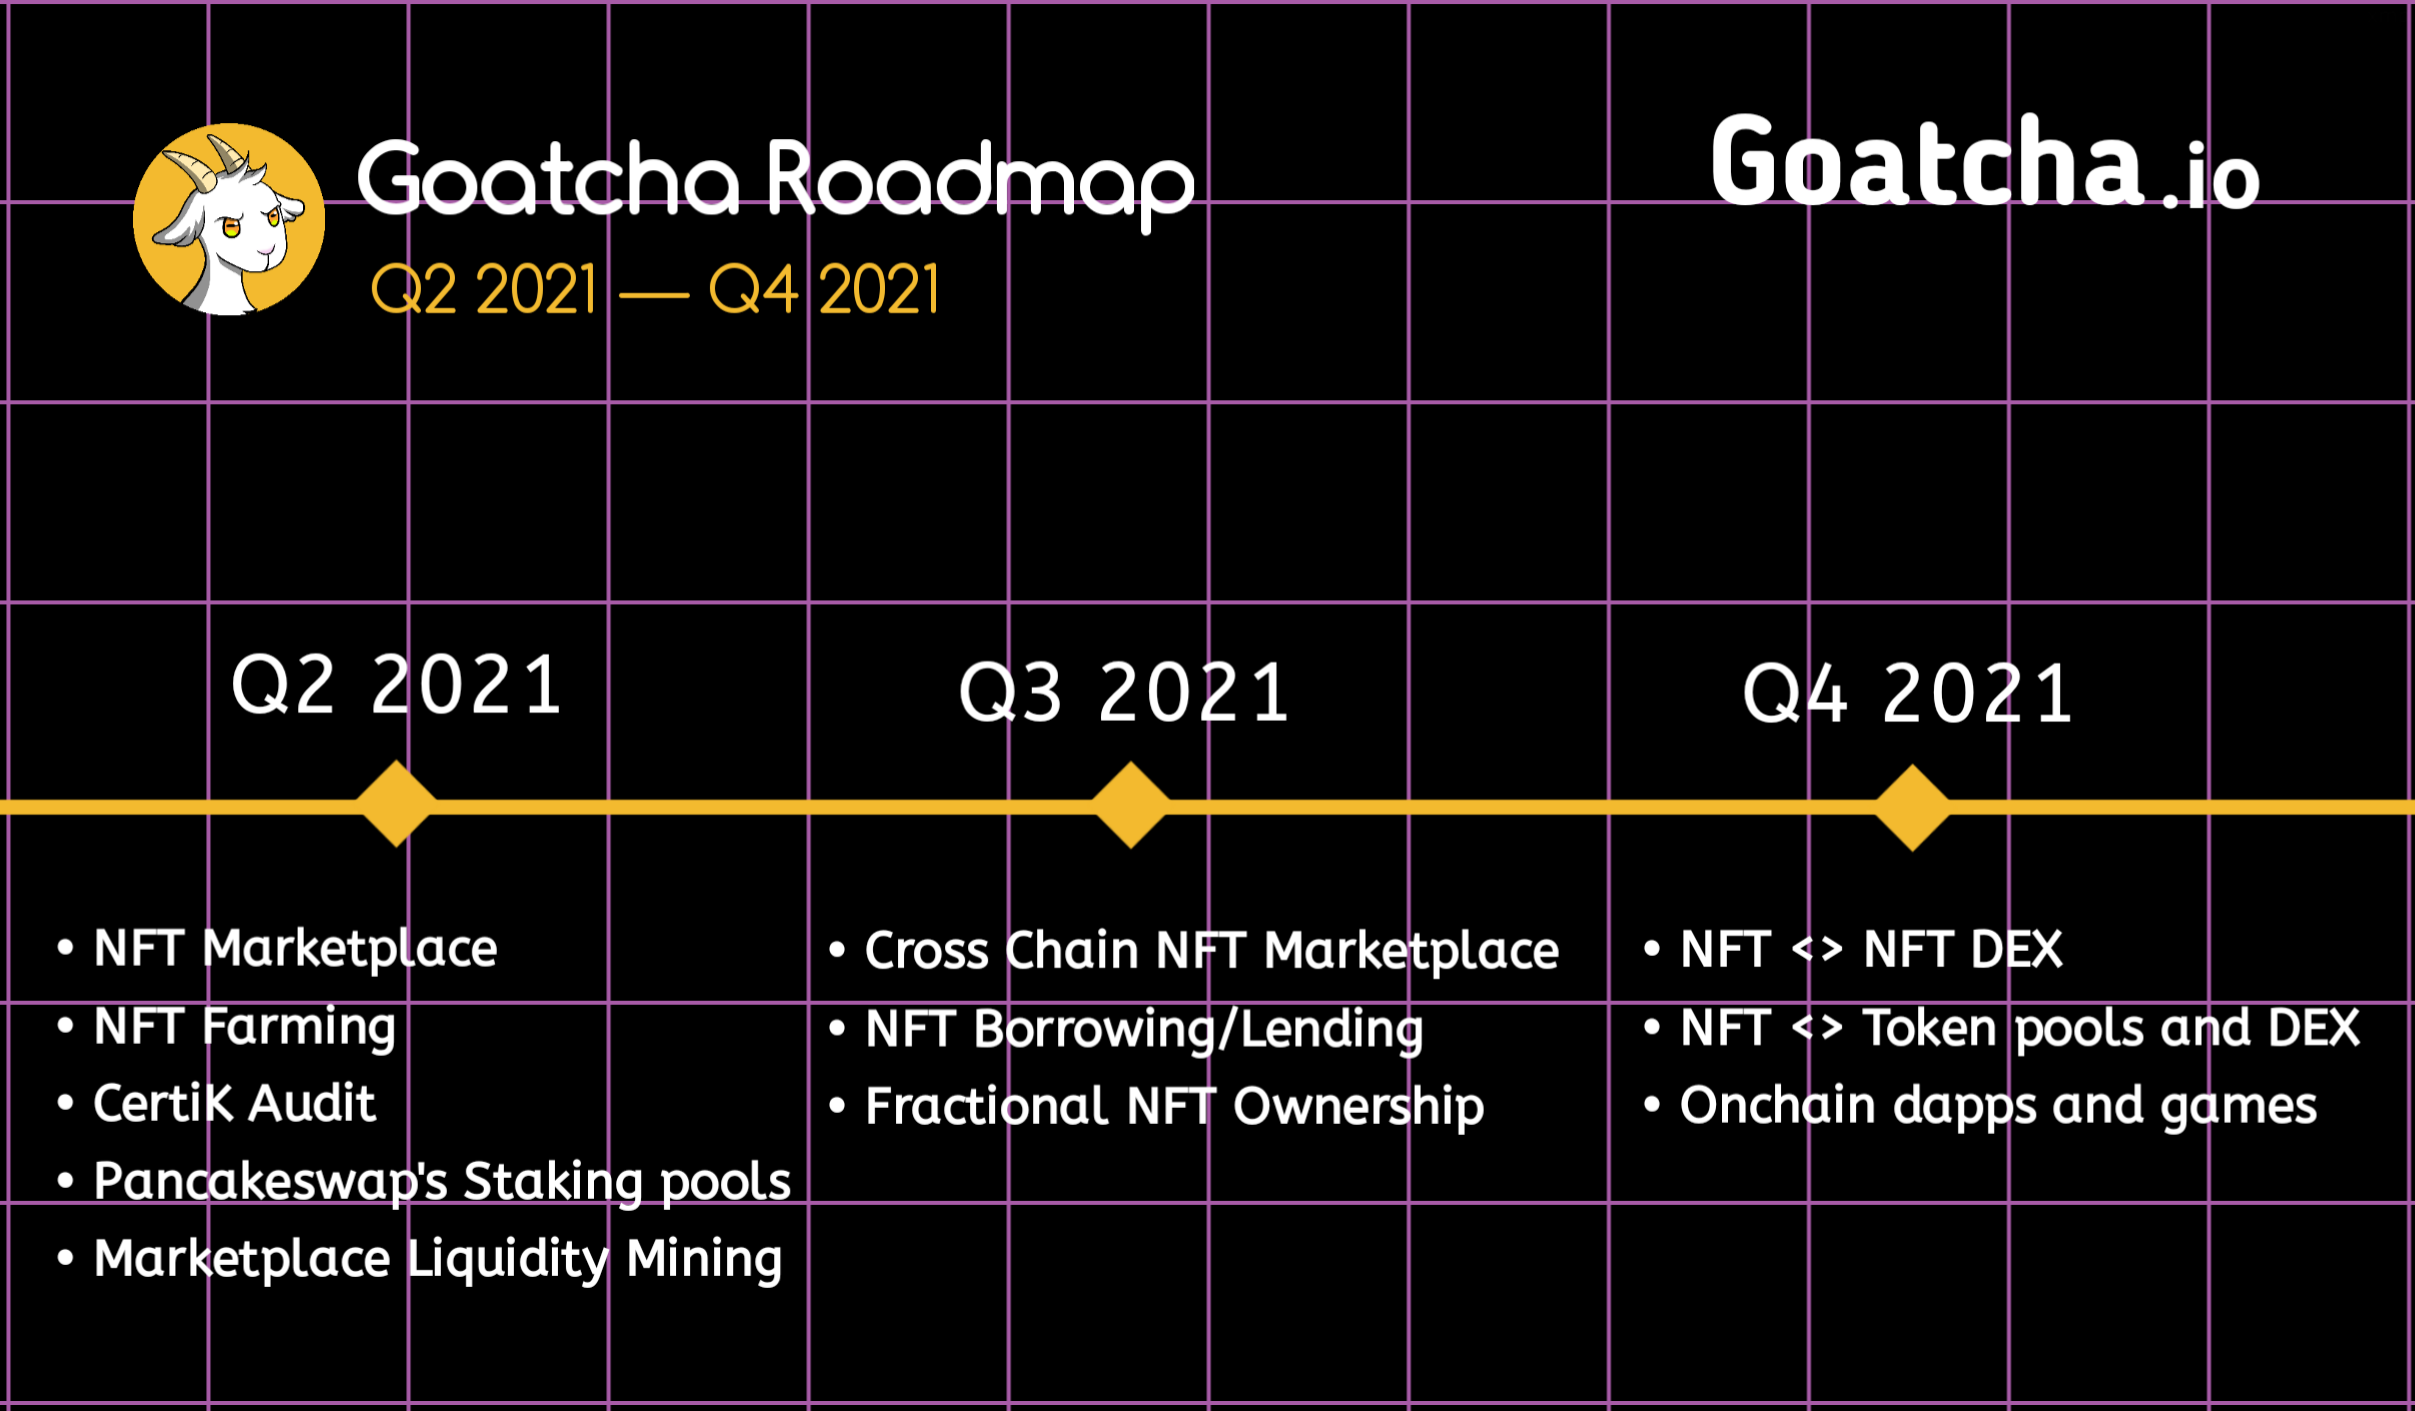 Goatcha Roadmap
Goatcha.io
Q2 2021 — Q4 2021
Q2 2021
Q3 2021
Q4 2021
• NFT Marketplace
• NFT Farming
• CertiK Audit
• Pancakeswap's Staking pools
• Marketplace Liquidity Mining
• Cross Chain NFT Marketplace
• NFT Borrowing/Lending
• Fractional NFT Ownership
• NFT <> NFT DEX
• NFT <> Token pools and DEX
• Onchain dapps and games